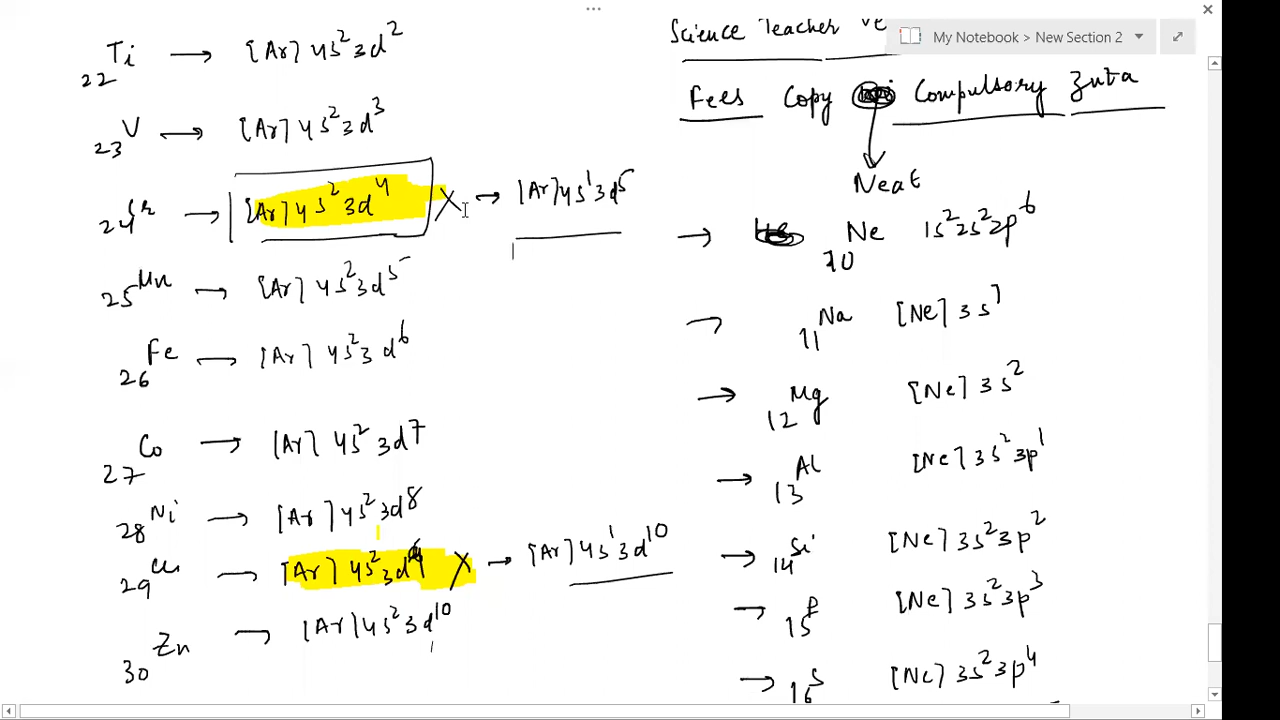 22Ti → [Ar] 4s² 3d²
23V → [Ar] 4s² 3d³
24Cr → [Ar] 4s² 3d⁴ X → [Ar] 4s¹ 3d⁵
25Mn → [Ar] 4s² 3d⁵
26Fe → [Ar] 4s² 3d⁶
27Co → [Ar] 4s² 3d⁷
28Ni → [Ar] 4s² 3d⁸
29Cu → [Ar] 4s² 3d⁹ X → [Ar] 4s¹ 3d¹⁰
30Zn → [Ar] 4s² 3d¹⁰
Science Teacher
My Notebook > New Section 2
Fees Copy Compulsory Zuta
Neat
→ 10Ne 1s² 2s² 2p⁶
→ 11Na [Ne] 3s¹
→ 12Mg [Ne] 3s²
→ 13Al [Ne] 3s² 3p¹
→ 14Si [Ne] 3s² 3p²
→ 15P [Ne] 3s² 3p³
→ 16S [Ne] 3s² 3p⁴